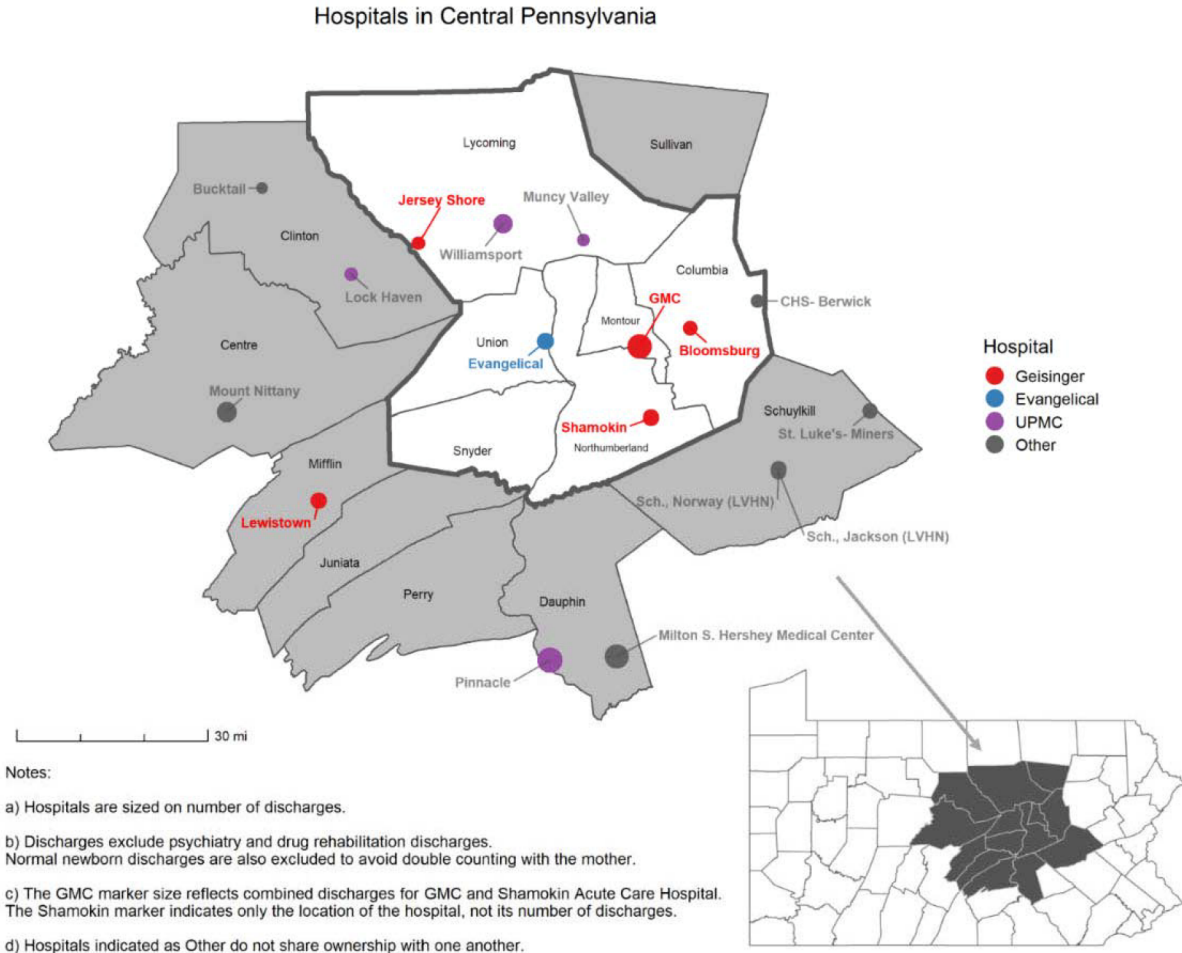 Hospitals in Central Pennsylvania
Lycoming
Sullivan
Bucktail
Jersey Shore
Muncy Valley
Clinton
Williamsport
Columbia
Lock Haven
GMC
CHS- Berwick
Montour
Centre
Union
Evangelical
Bloomsburg
Mount Nittany
Schuylkill
Shamokin
St. Luke's- Miners
Snyder
Northumberland
Mifflin
Sch., Norway (LVHN)
Lewistown
Sch., Jackson (LVHN)
Juniata
Perry
Dauphin
Milton S. Hershey Medical Center
Pinnacle
Hospital
Geisinger
Evangelical
UPMC
Other
30 mi
Notes:
a) Hospitals are sized on number of discharges.
b) Discharges exclude psychiatry and drug rehabilitation discharges.
Normal newborn discharges are also excluded to avoid double counting with the mother.
c) The GMC marker size reflects combined discharges for GMC and Shamokin Acute Care Hospital.
The Shamokin marker indicates only the location of the hospital, not its number of discharges.
d) Hospitals indicated as Other do not share ownership with one another.